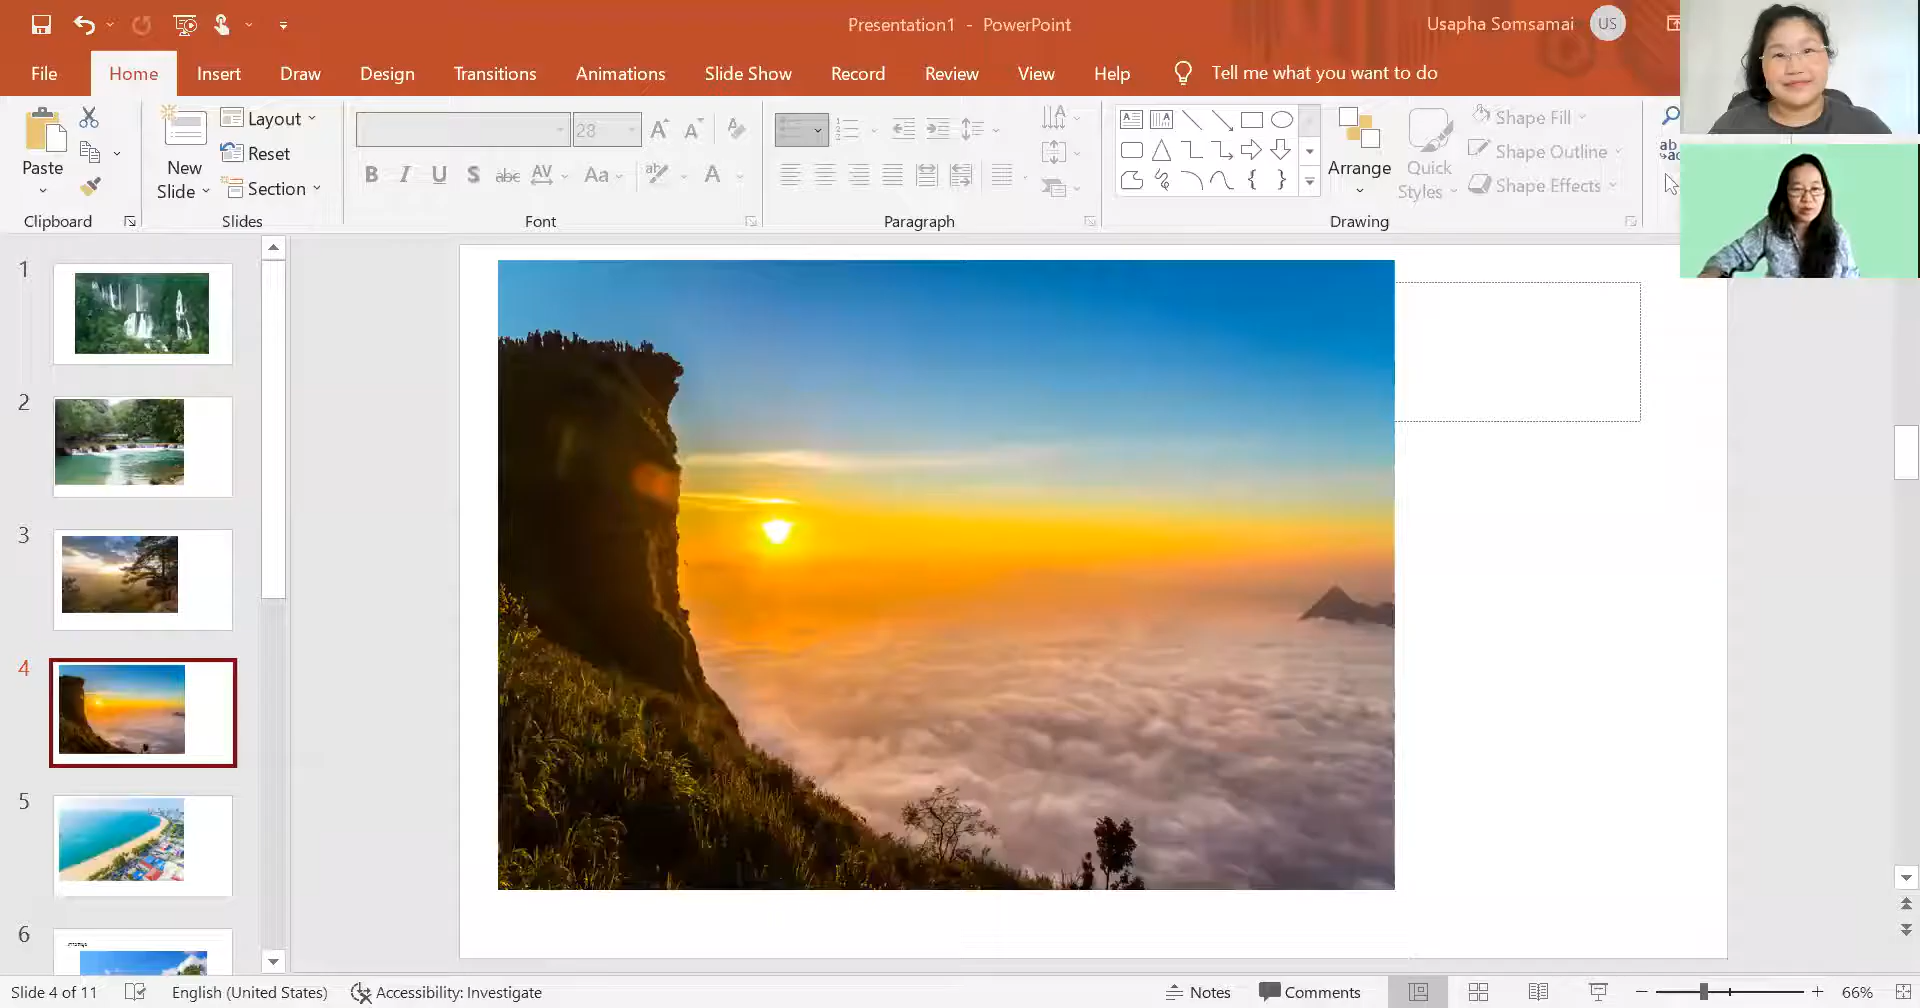 Presentation1 - PowerPoint
Usapha Somsamai
US
File
Home
Insert
Draw
Design
Transitions
Animations
Slide Show
Record
Review
View
Help
Tell me what you want to do
Paste
New
Slide
Layout
Reset
Section
28
B I U S abc AV Aa A
Arrange
Quick
Styles
Shape Fill
Shape Outline
Shape Effects
Clipboard
Slides
Font
Paragraph
Drawing
1
2
3
4
5
6
Slide 4 of 11
English (United States)
Accessibility: Investigate
Notes
Comments
66%